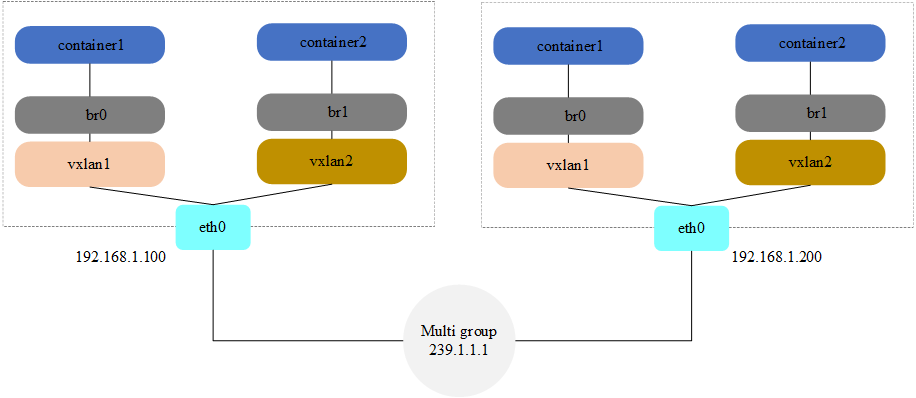 container1
container2
br0
br1
vxlan1
vxlan2
eth0
192.168.1.100
container1
container2
br0
br1
vxlan1
vxlan2
eth0
192.168.1.200
Multi group
239.1.1.1